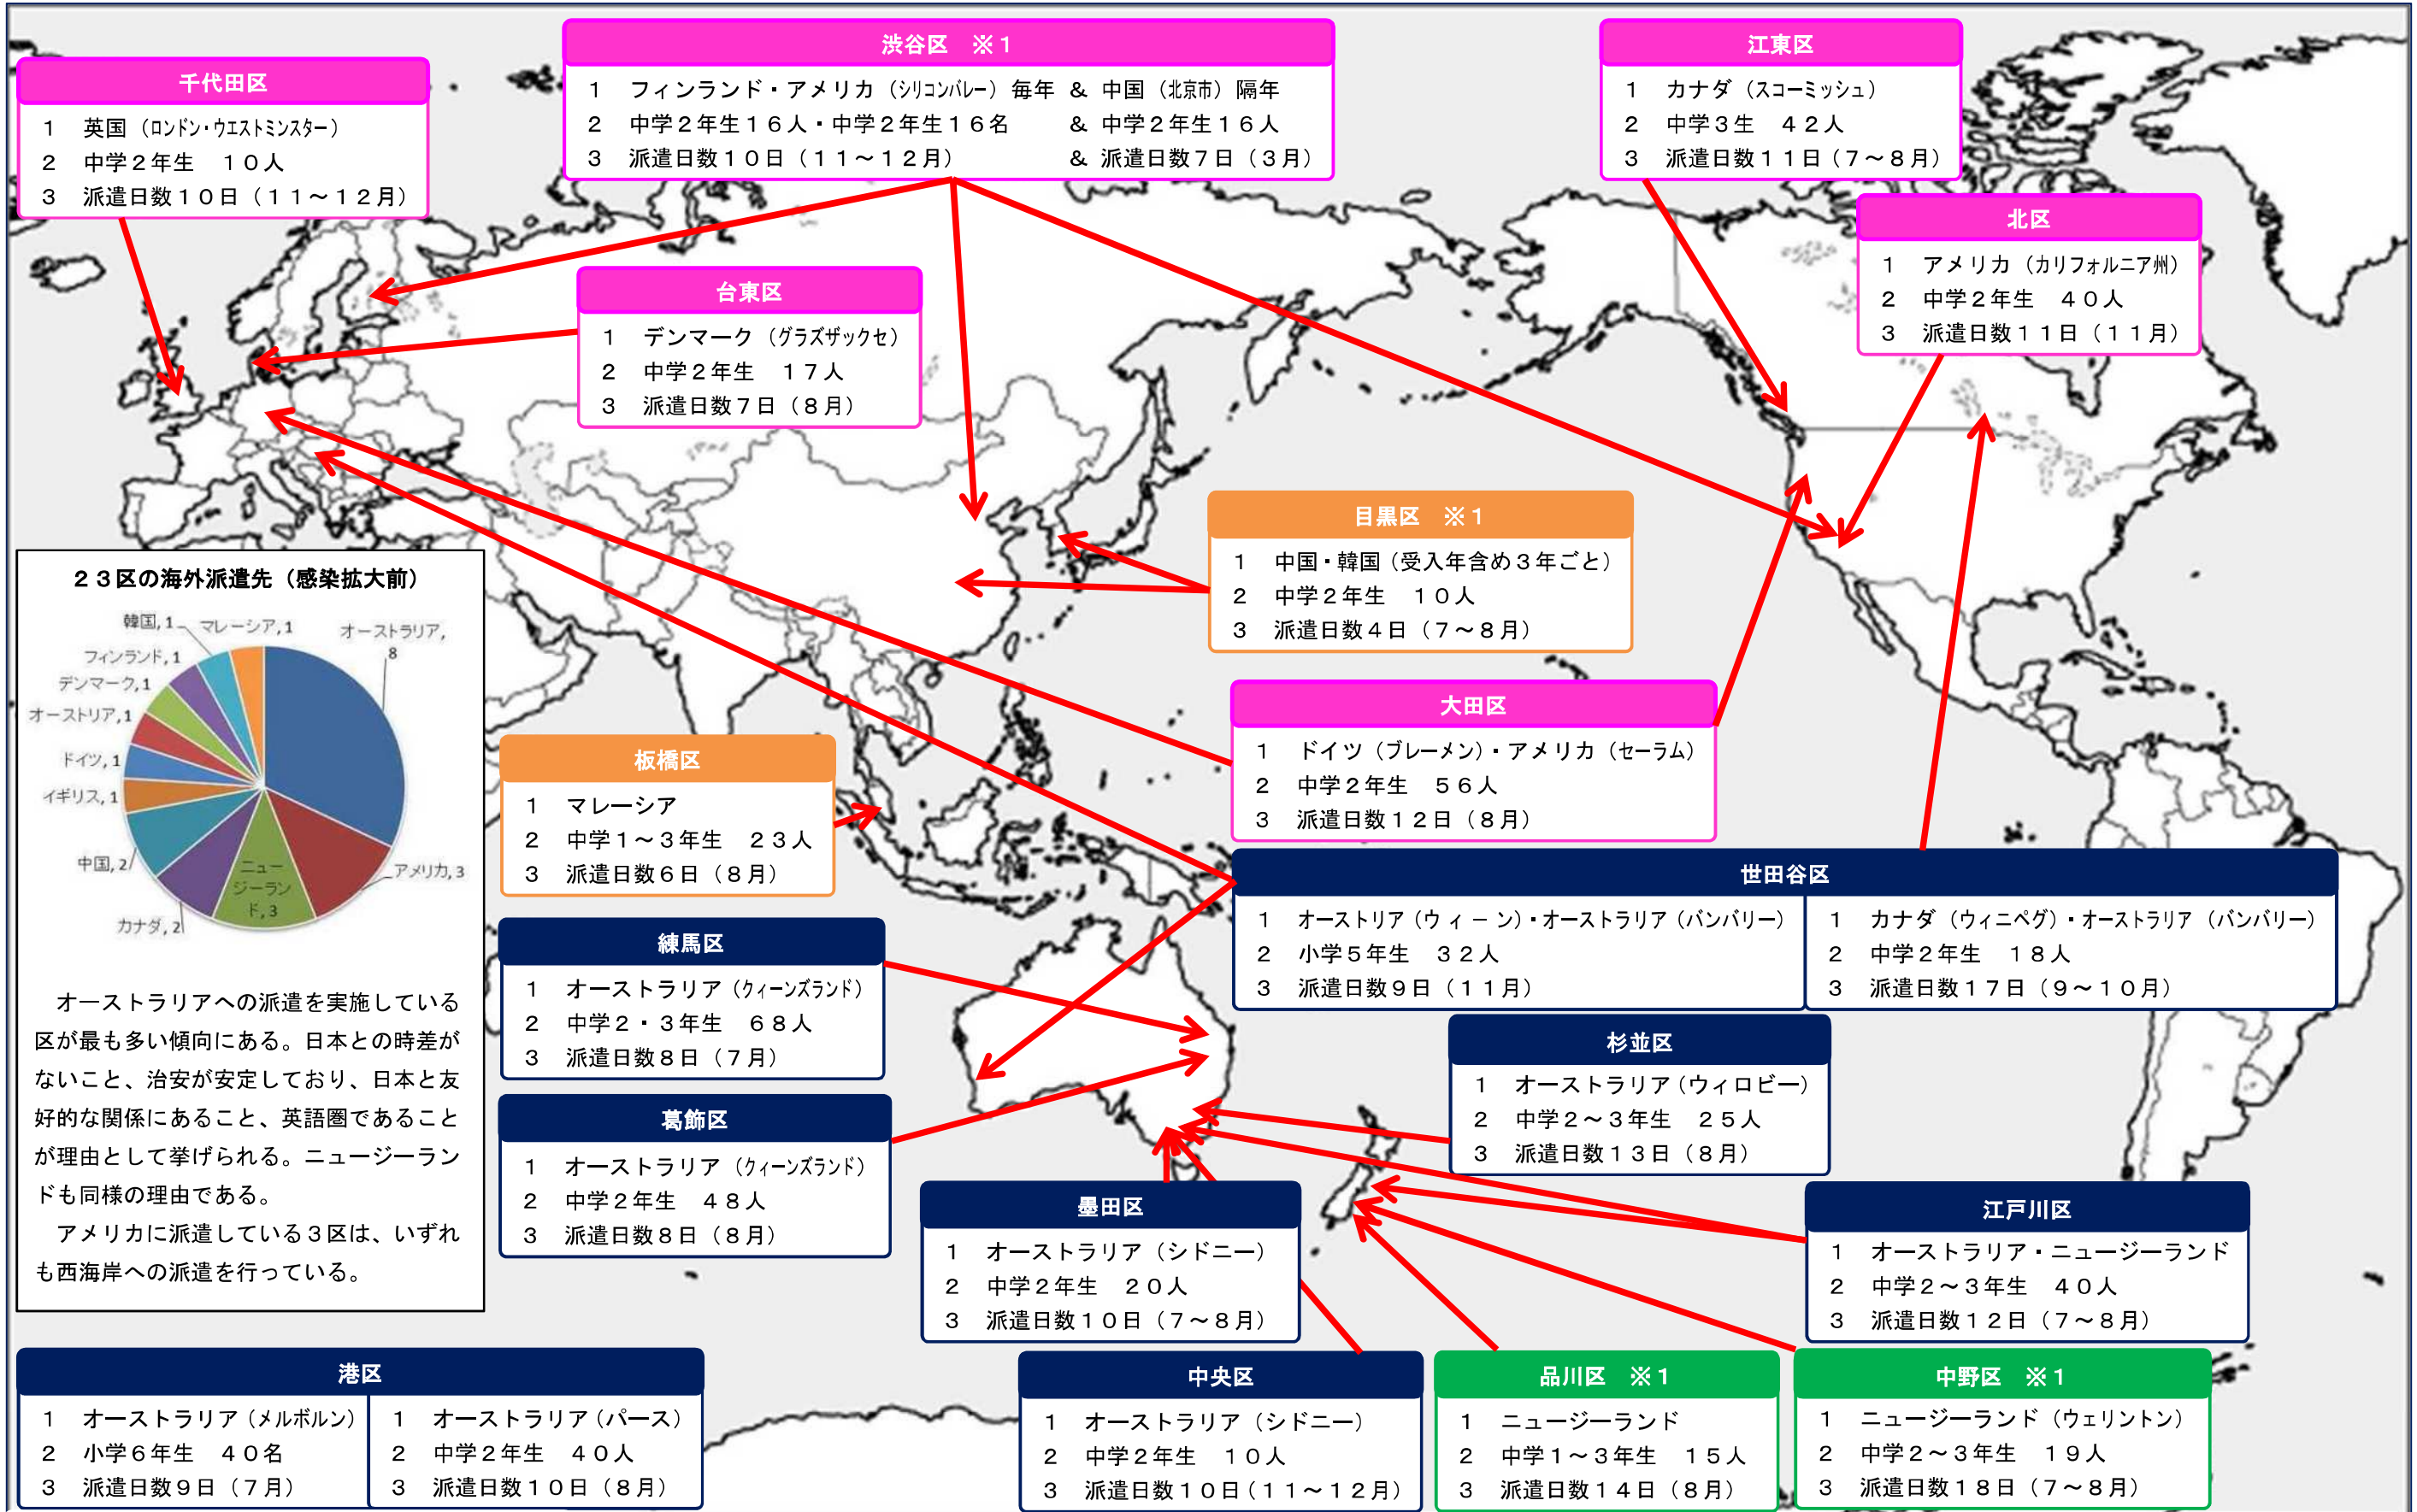 千代田区
1 英国（ロンドン・ウエストミンスター）
2 中学２年生 １０人
3 派遣日数１０日（１１～１２月）
渋谷区 ※１
1 フィンランド・アメリカ（シリコンバレー）毎年 ＆ 中国（北京市）隔年
2 中学２年生１６人・中学２年生１６名 ＆ 中学２年生１６人
3 派遣日数１０日（１１～１２月） ＆ 派遣日数７日（３月）
江東区
1 カナダ（スコーミッシュ）
2 中学３生 ４２人
3 派遣日数１１日（７～８月）
北区
1 アメリカ（カリフォルニア州）
2 中学２年生 ４０人
3 派遣日数１１日（１１月）
台東区
1 デンマーク（グラズザックセ）
2 中学２年生 １７人
3 派遣日数７日（８月）
目黒区 ※１
1 中国・韓国（受入年含め３年ごと）
2 中学２年生 １０人
3 派遣日数４日（７～８月）
２３区の海外派遣先（感染拡大前）
韓国, 1
マレーシア, 1
オーストラリア, 8
フィンランド, 1
デンマーク, 1
オーストリア, 1
ドイツ, 1
イギリス, 1
中国, 2
カナダ, 2
ニュージーランド, 3
アメリカ, 3
オーストラリアへの派遣を実施している
区が最も多い傾向にある。日本との時差が
ないこと、治安が安定しており、日本と友
好的な関係にあること、英語圏であること
が理由として挙げられる。ニュージーラン
ドも同様の理由である。
アメリカに派遣している３区は、いずれ
も西海岸への派遣を行っている。
大田区
1 ドイツ（ブレーメン）・アメリカ（セーラム）
2 中学２年生 ５６人
3 派遣日数１２日（８月）
板橋区
1 マレーシア
2 中学１～３年生 ２３人
3 派遣日数６日（８月）
世田谷区
1 オーストリア（ウィーン）・オーストラリア（バンバリー）
2 小学５年生 ３２人
3 派遣日数９日（１１月）
1 カナダ（ウィニペグ）・オーストラリア（バンバリー）
2 中学２年生 １８人
3 派遣日数１７日（９～１０月）
練馬区
1 オーストラリア（クィーンズランド）
2 中学２・３年生 ６８人
3 派遣日数８日（７月）
杉並区
1 オーストラリア（ウィロビー）
2 中学２～３年生 ２５人
3 派遣日数１３日（８月）
葛飾区
1 オーストラリア（クィーンズランド）
2 中学２年生 ４８人
3 派遣日数８日（８月）
墨田区
1 オーストラリア（シドニー）
2 中学２年生 ２０人
3 派遣日数１０日（７～８月）
江戸川区
1 オーストラリア・ニュージーランド
2 中学２～３年生 ４０人
3 派遣日数１２日（７～８月）
港区
1 オーストラリア（メルボルン）
2 小学６年生 ４０名
3 派遣日数９日（７月）
1 オーストラリア（パース）
2 中学２年生 ４０人
3 派遣日数１０日（８月）
中央区
1 オーストラリア（シドニー）
2 中学２年生 １０人
3 派遣日数１０日（１１～１２月）
品川区 ※１
1 ニュージーランド
2 中学１～３年生 １５人
3 派遣日数１４日（８月）
中野区 ※１
1 ニュージーランド（ウェリントン）
2 中学２～３年生 １９人
3 派遣日数１８日（７～８月）